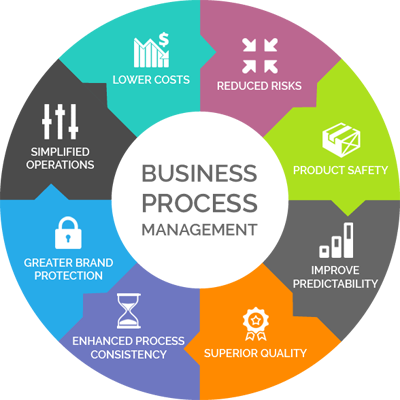 BUSINESS
PROCESS
MANAGEMENT
LOWER COSTS
$
REDUCED RISKS
PRODUCT SAFETY
IMPROVE
PREDICTABILITY
SUPERIOR QUALITY
ENHANCED PROCESS
CONSISTENCY
GREATER BRAND
PROTECTION
SIMPLIFIED
OPERATIONS